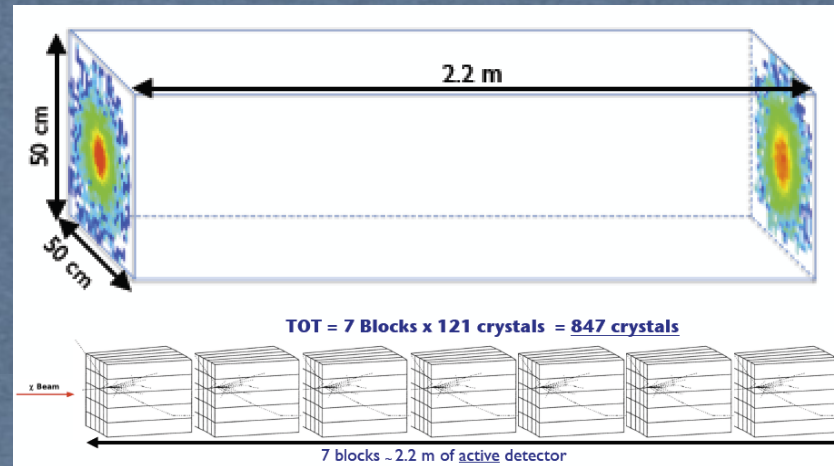 2.2 m
50 cm
50 cm
TOT = 7 Blocks x 121 crystals = 847 crystals
χ Beam
7 blocks ~ 2.2 m of active detector